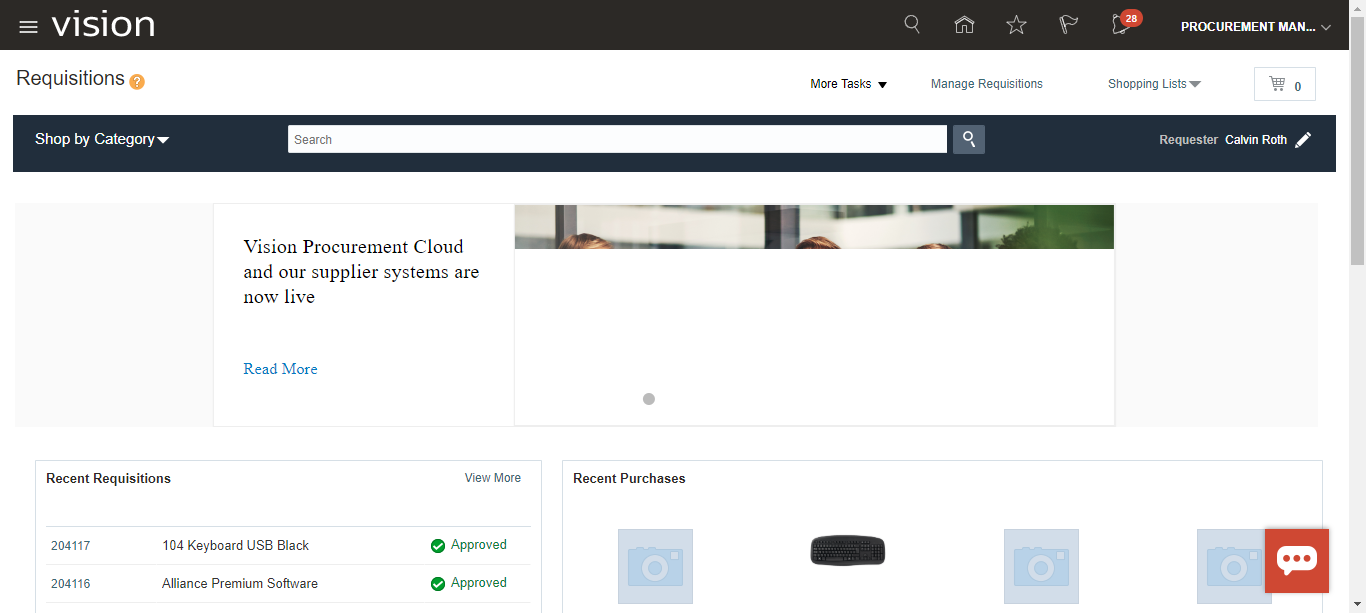 vision
28
PROCUREMENT MAN...
Requisitions ?
More Tasks
Manage Requisitions
Shopping Lists
0
Shop by Category
Search
Requester Calvin Roth
Vision Procurement Cloud
and our supplier systems are
now live
Read More
Recent Requisitions
View More
204117 104 Keyboard USB Black Approved
204116 Alliance Premium Software Approved
Recent Purchases